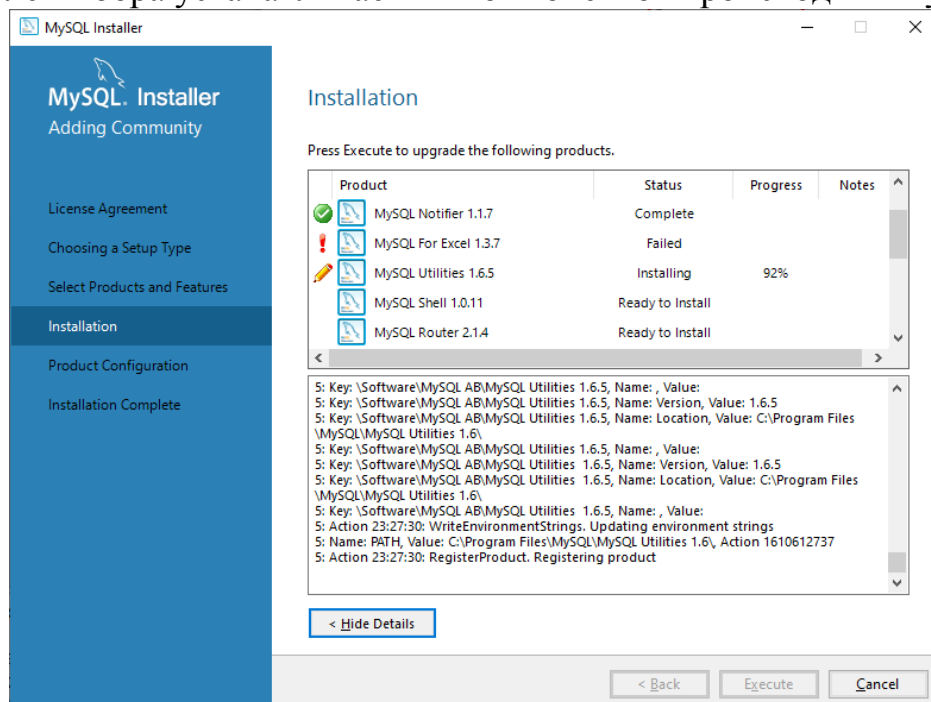 MySQL Installer
MySQL. Installer
Adding Community
License Agreement
Choosing a Setup Type
Select Products and Features
Installation
Product Configuration
Installation Complete
Installation
Press Execute to upgrade the following products.
Product Status Progress Notes
MySQL Notifier 1.1.7 Complete
MySQL For Excel 1.3.7 Failed
MySQL Utilities 1.6.5 Installing 92%
MySQL Shell 1.0.11 Ready to Install
MySQL Router 2.1.4 Ready to Install
5: Key: \Software\MySQL AB\MySQL Utilities 1.6.5, Name: , Value:
5: Key: \Software\MySQL AB\MySQL Utilities 1.6.5, Name: Version, Value: 1.6.5
5: Key: \Software\MySQL AB\MySQL Utilities 1.6.5, Name: Location, Value: C:\Program Files
\MySQL\MySQL Utilities 1.6\
5: Key: \Software\MySQL AB\MySQL Utilities 1.6.5, Name: , Value:
5: Key: \Software\MySQL AB\MySQL Utilities  1.6.5, Name: Version, Value: 1.6.5
5: Key: \Software\MySQL AB\MySQL Utilities  1.6.5, Name: Location, Value: C:\Program Files
\MySQL\MySQL Utilities 1.6\
5: Key: \Software\MySQL AB\MySQL Utilities  1.6.5, Name: , Value:
5: Action 23:27:30: WriteEnvironmentStrings. Updating environment strings
5: Name: PATH, Value: C:\Program Files\MySQL\MySQL Utilities 1.6\, Action 1610612737
5: Action 23:27:30: RegisterProduct. Registering product
< Hide Details
< Back Execute Cancel